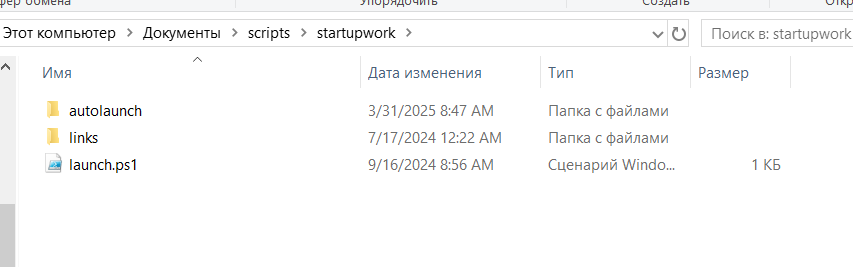 фер обмена Упорядочить Создать Откр
Этот компьютер Документы scripts startupwork Поиск в: startupwork
Имя Дата изменения Тип Размер
autolaunch 3/31/2025 8:47 AM Папка с файлами
links 7/17/2024 12:22 AM Папка с файлами
launch.ps1 9/16/2024 8:56 AM Сценарий Windo... 1 КБ